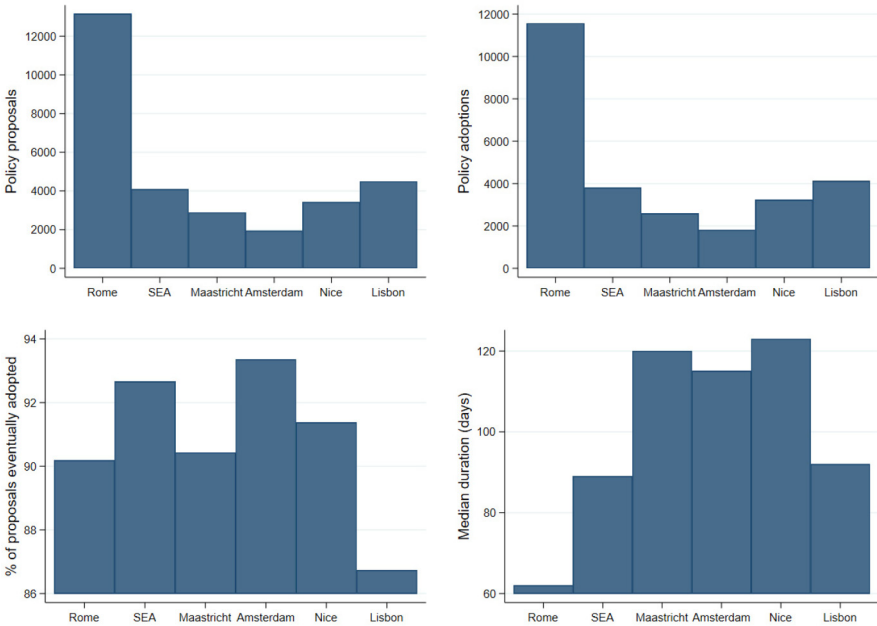 Policy proposals
12000
10000
8000
6000
4000
2000
0
Rome SEA Maastricht Amsterdam Nice Lisbon
Policy adoptions
12000
10000
8000
6000
4000
2000
0
Rome SEA Maastricht Amsterdam Nice Lisbon
% of proposals eventually adopted
94
92
90
88
86
Rome SEA Maastricht Amsterdam Nice Lisbon
Median duration (days)
120
100
80
60
Rome SEA Maastricht Amsterdam Nice Lisbon